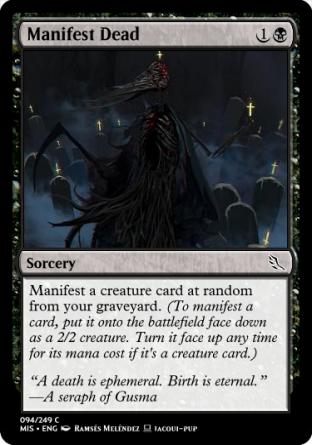 Manifest Dead 1
Sorcery
Manifest a creature card at random
from your graveyard. (To manifest a
card, put it onto the battlefield face down
as a 2/2 creature. Turn it face up any time
for its mana cost if it's a creature card.)
“A death is ephemeral. Birth is eternal.”
—A seraph of Gusma
094/249 C
MIS • ENG Ramsés Meléndez jacqui-pup